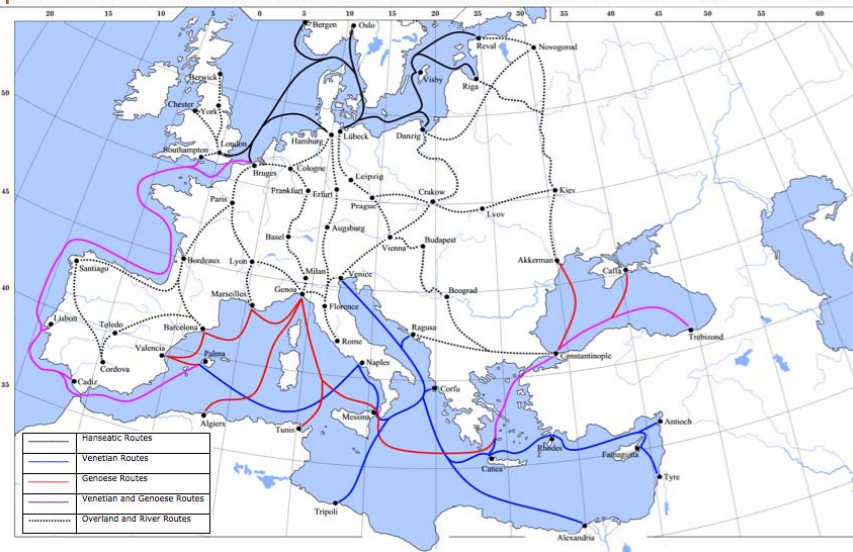 20
15
10
5
0
5
10
15
20
25
30
35
40
45
50
55
60
50
45
40
35
Bergen
Oslo
Reval
Novogorod
Visby
Riga
Berwick
Chester
York
London
Southampton
Hamburg
Lübeck
Danzig
Bruges
Cologne
Leipzig
Frankfurt
Erfurt
Prague
Crakow
Kiev
Lvov
Paris
Augsburg
Basel
Vienna
Budapest
Akkerman
Caffa
Santiago
Bordeaux
Lyon
Milan
Venice
Genoa
Marseilles
Florence
Beograd
Lisbon
Toledo
Barcelona
Ragusa
Rome
Trebizond
Valencia
Palma
Constantinople
Cordova
Naples
Cadiz
Corfu
Algiers
Tunis
Messina
Antioch
Rhodes
Famagusta
Canea
Tyre
Tripoli
Alexandria
Hanseatic Routes
Venetian Routes
Genoese Routes
Venetian and Genoese Routes
Overland and River Routes